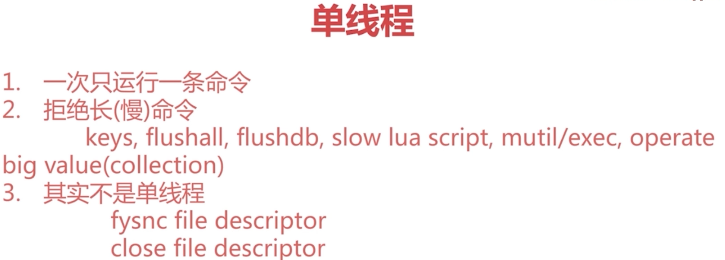 单线程
1. 一次只运行一条命令
2. 拒绝长(慢)命令
keys, flushall, flushdb, slow lua script, mutil/exec, operate
big value(collection)
3. 其实不是单线程
fysnc file descriptor
close file descriptor